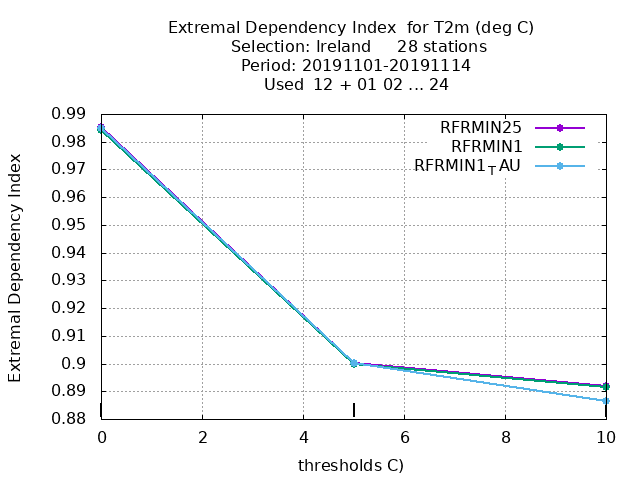 Extremal Dependency Index  for T2m (deg C)
Selection: Ireland     28 stations
Period: 20191101-20191114
Used  12 + 01 02 ... 24
Extremal Dependency Index
0.99
0.98
0.97
0.96
0.95
0.94
0.93
0.92
0.91
0.9
0.89
0.88
RFRMIN25
RFRMIN1
RFRMIN1TAU
0 2 4 6 8 10
thresholds C)